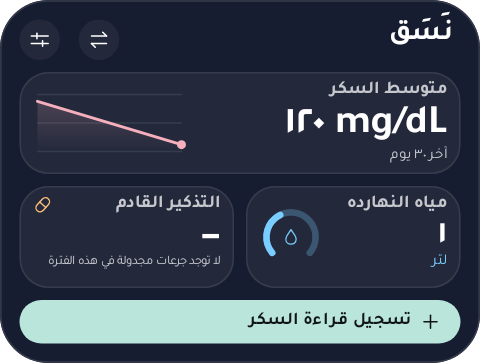 نَسَق
متوسط السكر
١٢٠ mg/dL
آخر ٣٠ يوم
مياه النهارده
١
لتر
التذكير القادم
–
لا توجد جرعات مجدولة في هذه الفترة
تسجيل قراءة السكر